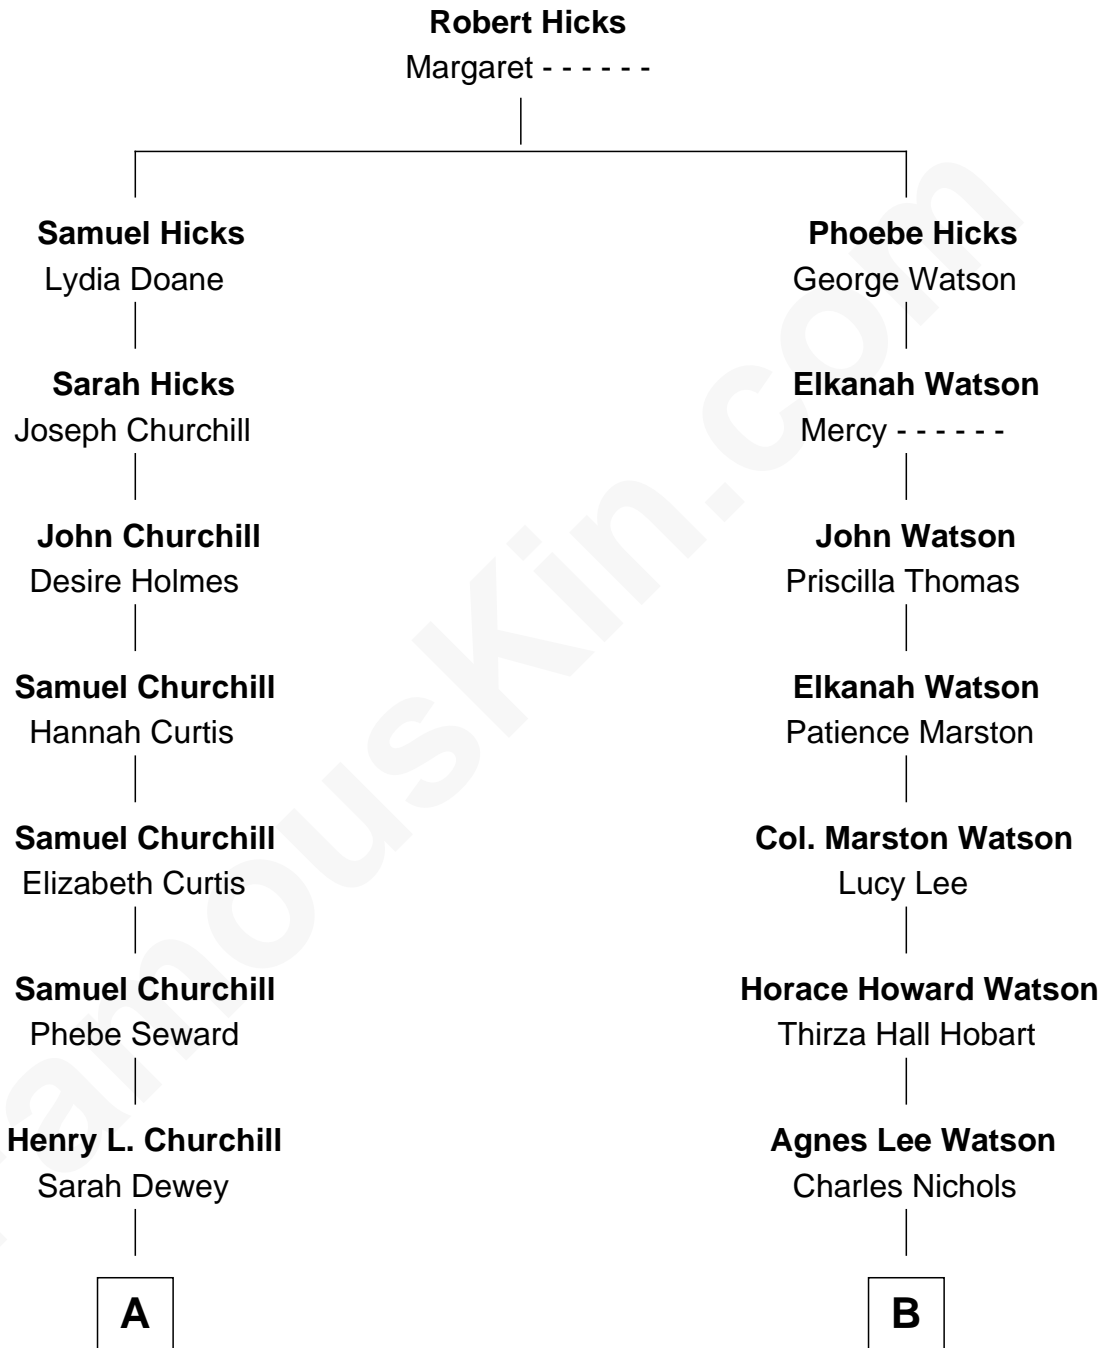 Robert Hicks
Margaret - - - - - -
Samuel Hicks
Lydia Doane
Phoebe Hicks
George Watson
Sarah Hicks
Joseph Churchill
Elkanah Watson
Mercy - - - - - -
John Churchill
Desire Holmes
John Watson
Priscilla Thomas
Samuel Churchill
Hannah Curtis
Elkanah Watson
Patience Marston
Samuel Churchill
Elizabeth Curtis
Col. Marston Watson
Lucy Lee
Samuel Churchill
Phebe Seward
Horace Howard Watson
Thirza Hall Hobart
Henry L. Churchill
Sarah Dewey
Agnes Lee Watson
Charles Nichols
A
B
FamousKin.com